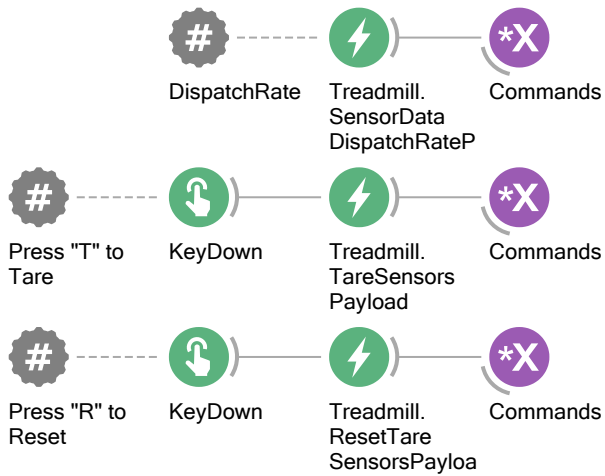 # *X
DispatchRate Treadmill. Commands
SensorData
DispatchRateP
# *X
Press "T" to KeyDown Treadmill. Commands
Tare TareSensors
Payload
# *X
Press "R" to KeyDown Treadmill. Commands
Reset ResetTare
SensorsPayloa